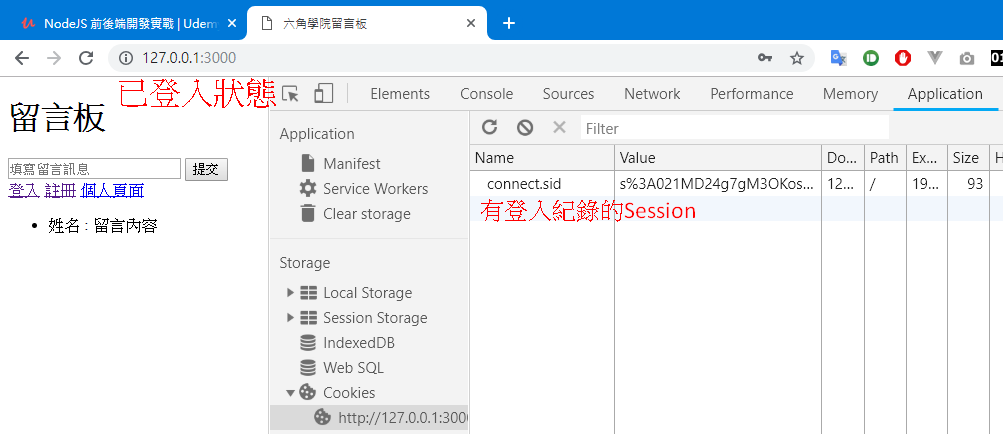 NodeJS 前後端開發實戰 | Udem
六角學院留言板
127.0.0.1:3000
已登入狀態
留言板
填寫留言訊息
提交
登入 註冊 個人頁面
姓名 : 留言內容
Elements Console Sources Network Performance Memory Application
Application
Manifest
Service Workers
Clear storage
Storage
Local Storage
Session Storage
IndexedDB
Web SQL
Cookies
http://127.0.0.1:300
Filter
Name Value Do... Path Ex... Size H
connect.sid s%3A021MD24g7gM3OKos... 12... / 19... 93
有登入紀錄的Session